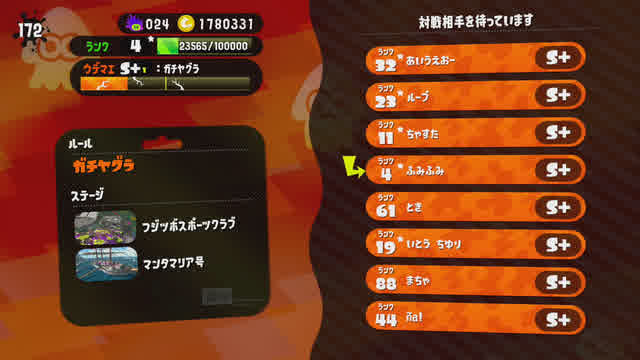 172
024
1780331
ランク 4★ 23565/100000
ウデマエ S+1 : ガチヤグラ
ルール
ガチヤグラ
ステージ
フジツボスポーツクラブ
マンタマリア号
対戦相手を待っています
ランク 32★ あいうえおー S+
ランク 23★ ループ S+
ランク 11★ ちゃすた S+
ランク 4★ ふみふみ S+
ランク 61 とき S+
ランク 19★ いとう ちゆり S+
ランク 88 まちゃ S+
ランク 44 ña! S+